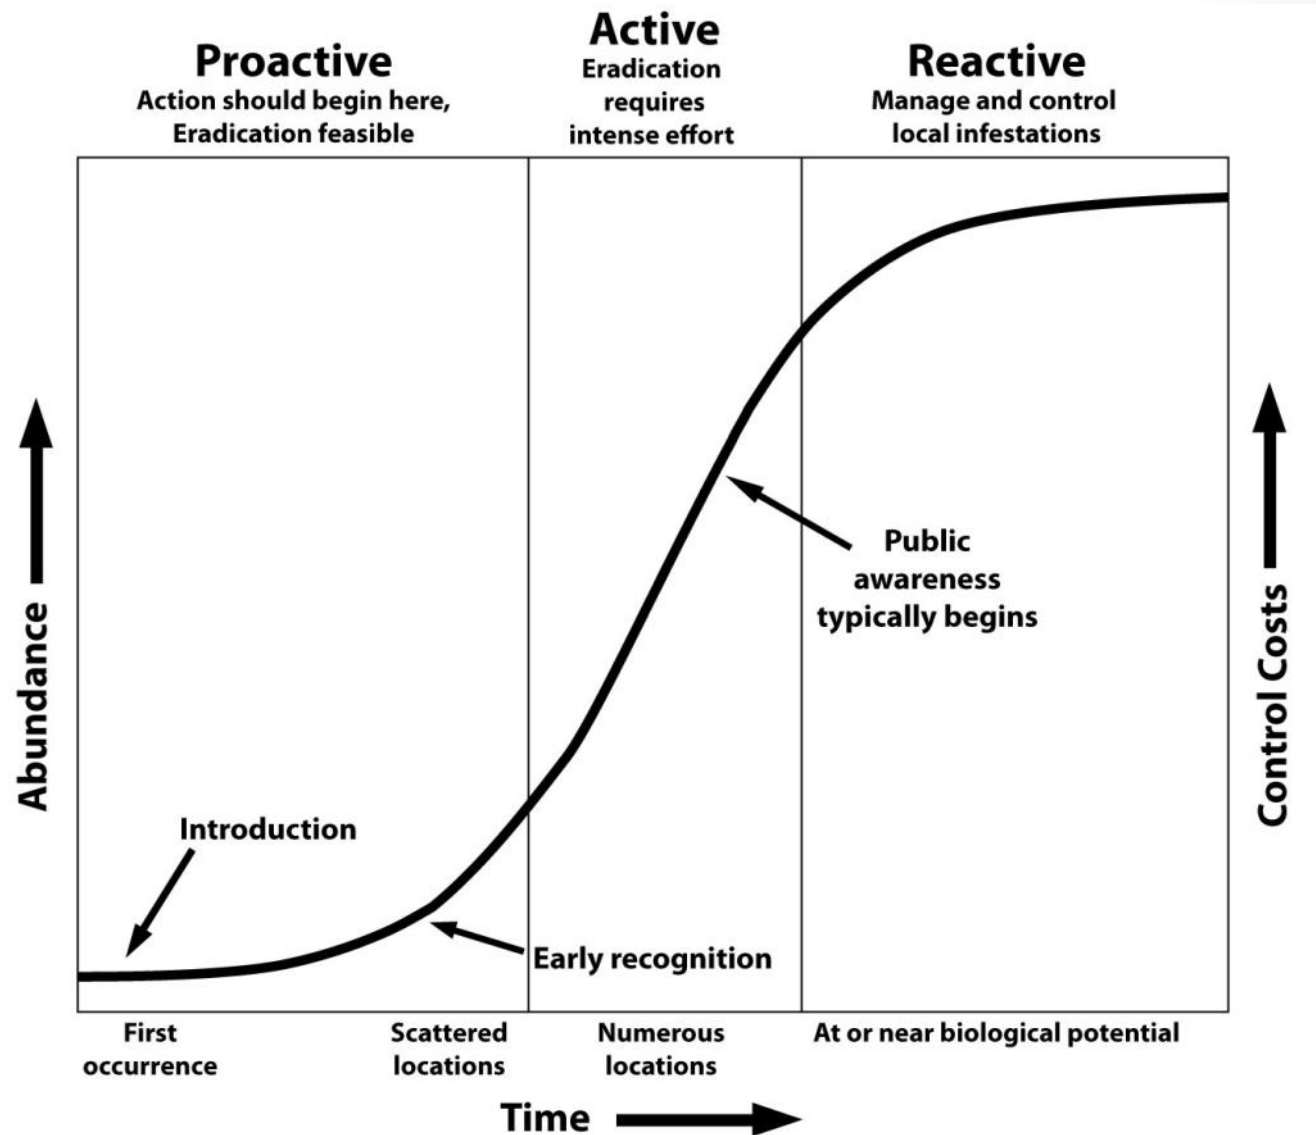 Proactive
Action should begin here,
Eradication feasible
Active
Eradication
requires
intense effort
Reactive
Manage and control
local infestations
Abundance
Control Costs
Introduction
Early recognition
Public
awareness
typically begins
First
occurrence
Scattered
locations
Numerous
locations
At or near biological potential
Time